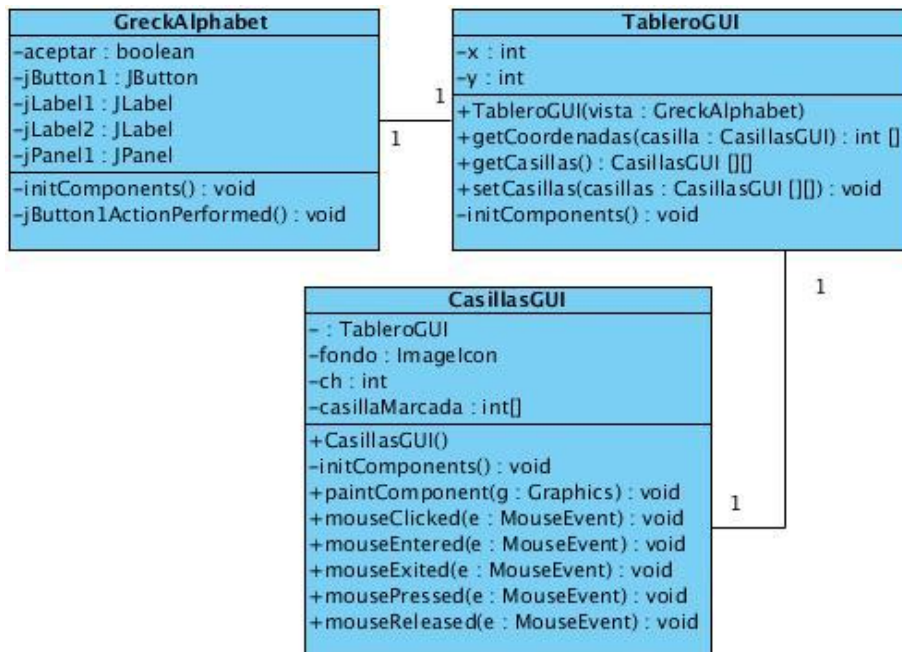 GreckAlphabet
-aceptar : boolean
-jButton1 : JButton
-jLabel1 : JLabel
-jLabel2 : JLabel
-jPanel1 : JPanel
-initComponents() : void
-jButton1ActionPerformed() : void
1
1
TableroGUI
-x : int
-y : int
+TableroGUI(vista : GreckAlphabet)
+getCoordenadas(casilla : CasillasGUI) : int []
+getCasillas() : CasillasGUI [][]
+setCasillas(casillas : CasillasGUI [][]) : void
-initComponents() : void
1
1
CasillasGUI
- : TableroGUI
-fondo : ImageIcon
-ch : int
-casillaMarcada : int[]
+CasillasGUI()
-initComponents() : void
+paintComponent(g : Graphics) : void
+mouseClicked(e : MouseEvent) : void
+mouseEntered(e : MouseEvent) : void
+mouseExited(e : MouseEvent) : void
+mousePressed(e : MouseEvent) : void
+mouseReleased(e : MouseEvent) : void